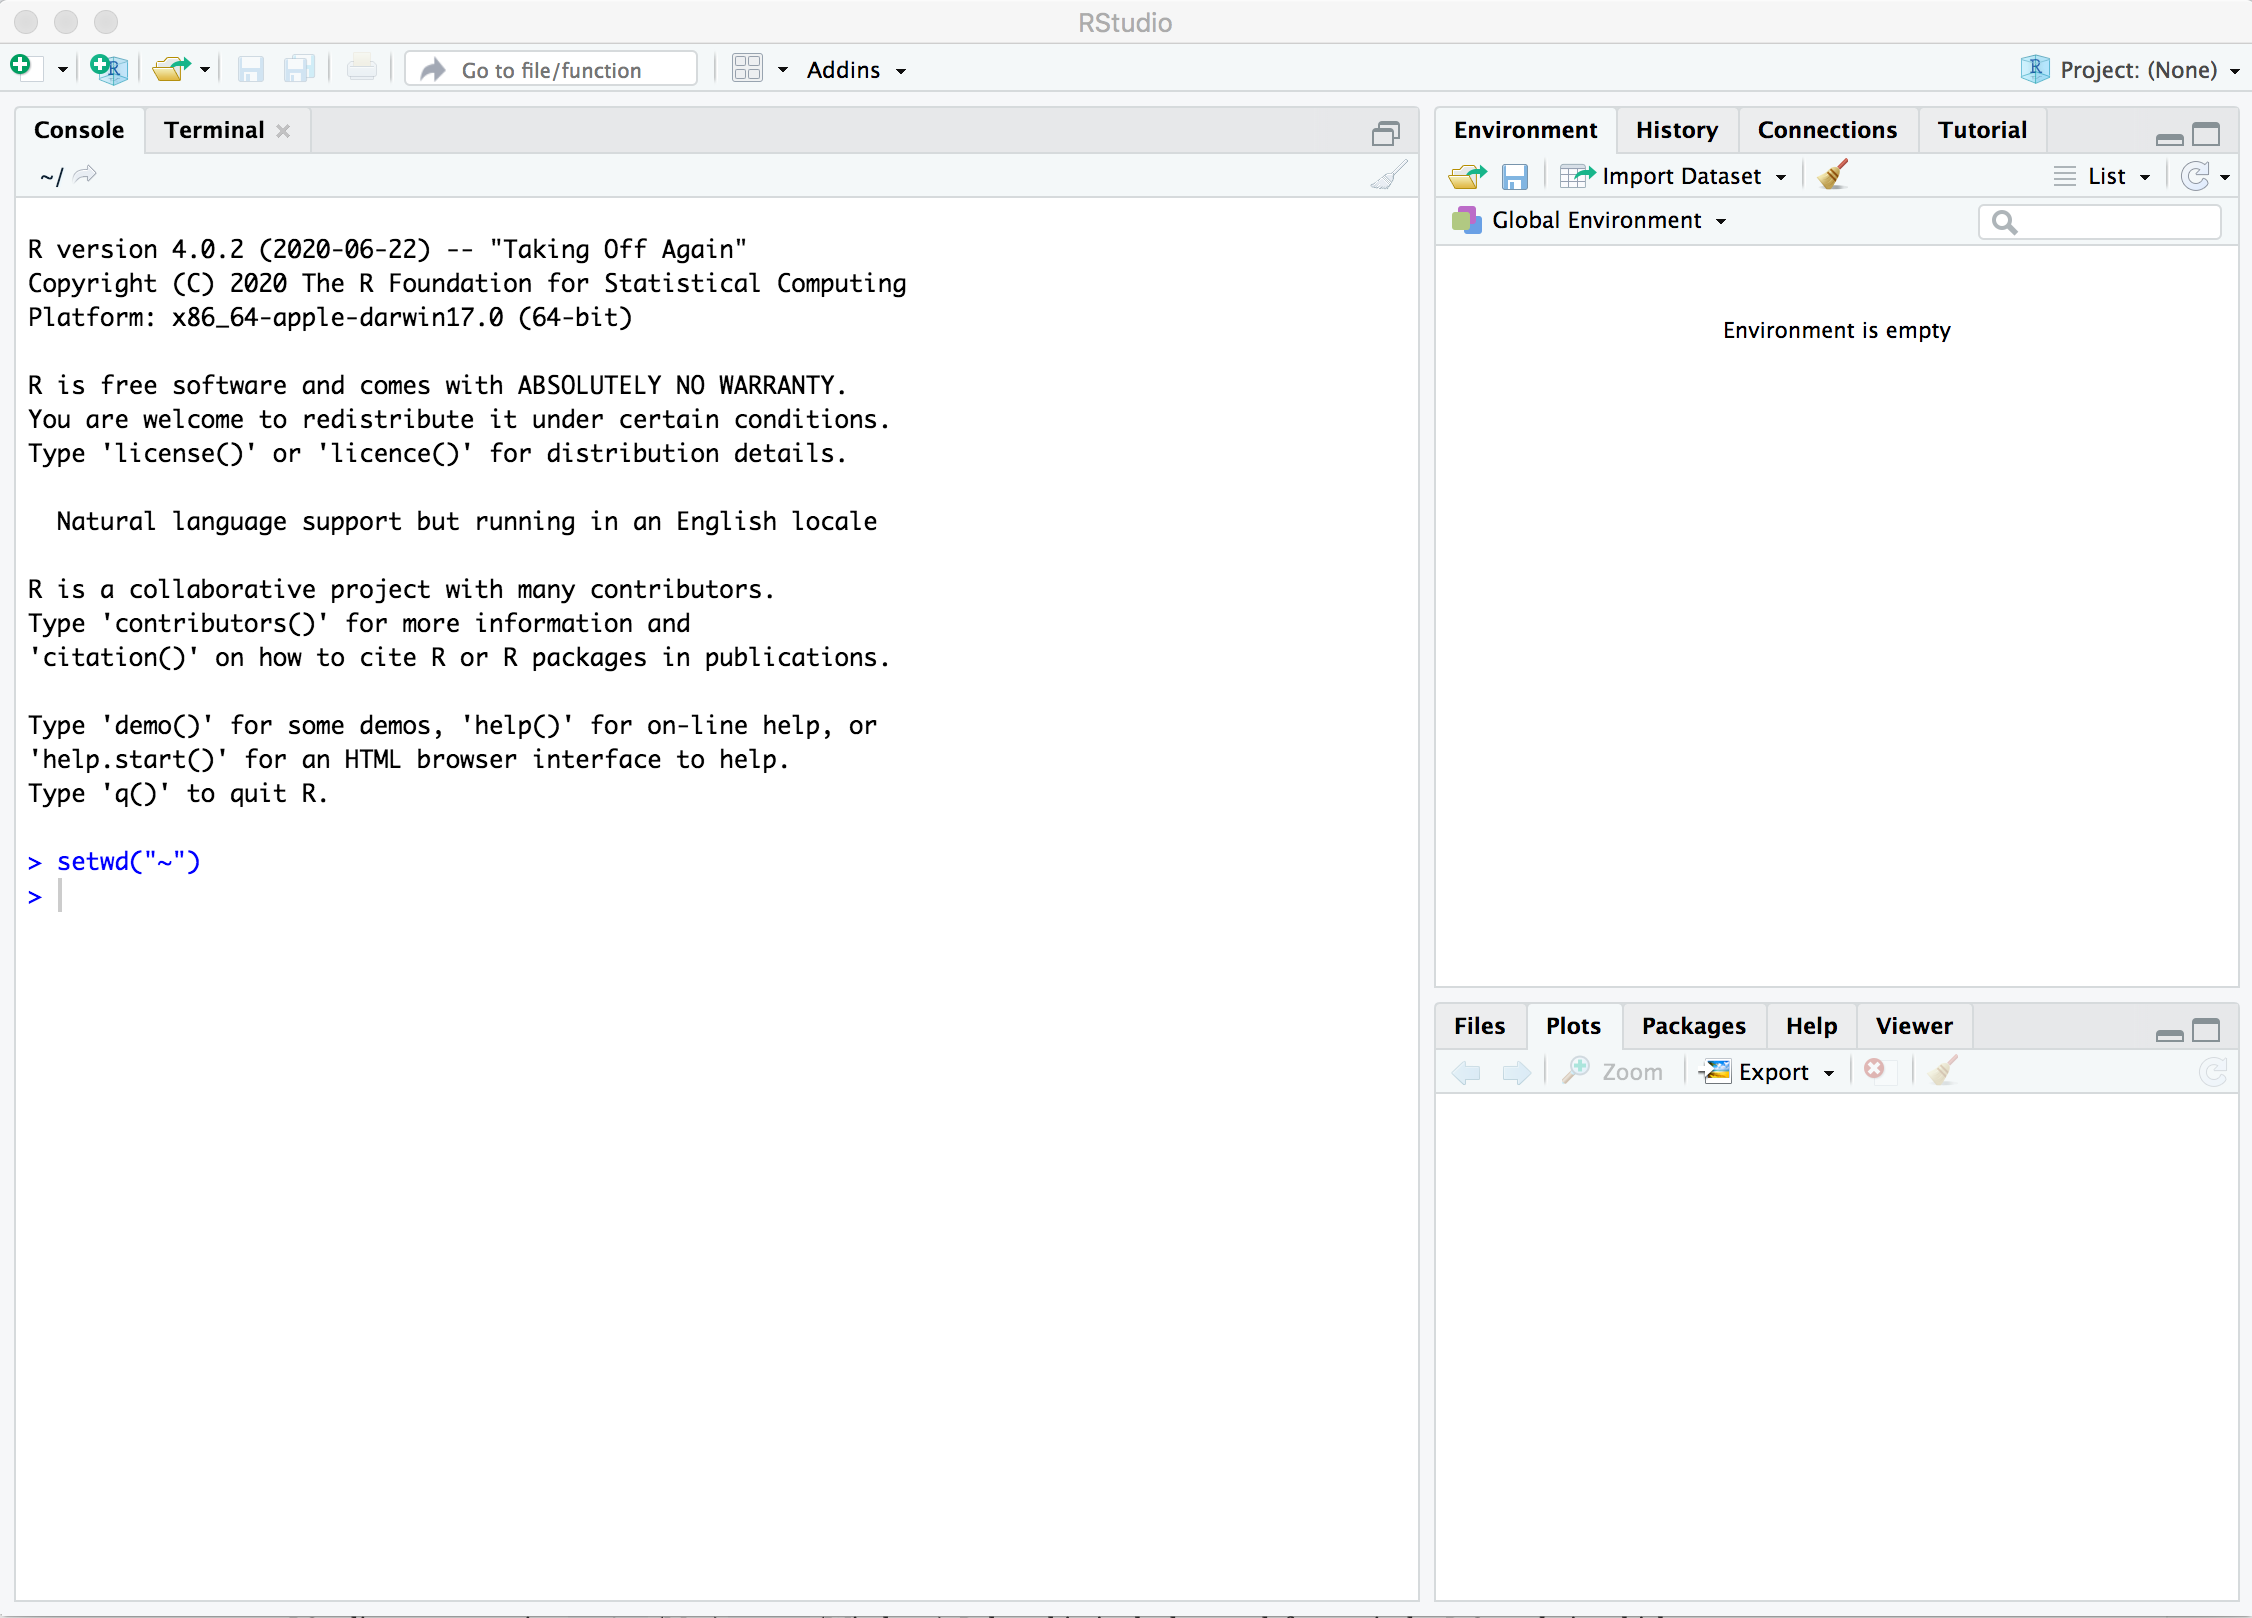 RStudio
Go to file/function
Addins
Project: (None)
Console
Terminal
~/
R version 4.0.2 (2020-06-22) -- "Taking Off Again"
Copyright (C) 2020 The R Foundation for Statistical Computing
Platform: x86_64-apple-darwin17.0 (64-bit)
R is free software and comes with ABSOLUTELY NO WARRANTY.
You are welcome to redistribute it under certain conditions.
Type 'license()' or 'licence()' for distribution details.
Natural language support but running in an English locale
R is a collaborative project with many contributors.
Type 'contributors()' for more information and
'citation()' on how to cite R or R packages in publications.
Type 'demo()' for some demos, 'help()' for on-line help, or
'help.start()' for an HTML browser interface to help.
Type 'q()' to quit R.
> setwd("~")
>
Environment
History
Connections
Tutorial
Import Dataset
List
Global Environment
Environment is empty
Files
Plots
Packages
Help
Viewer
Zoom
Export